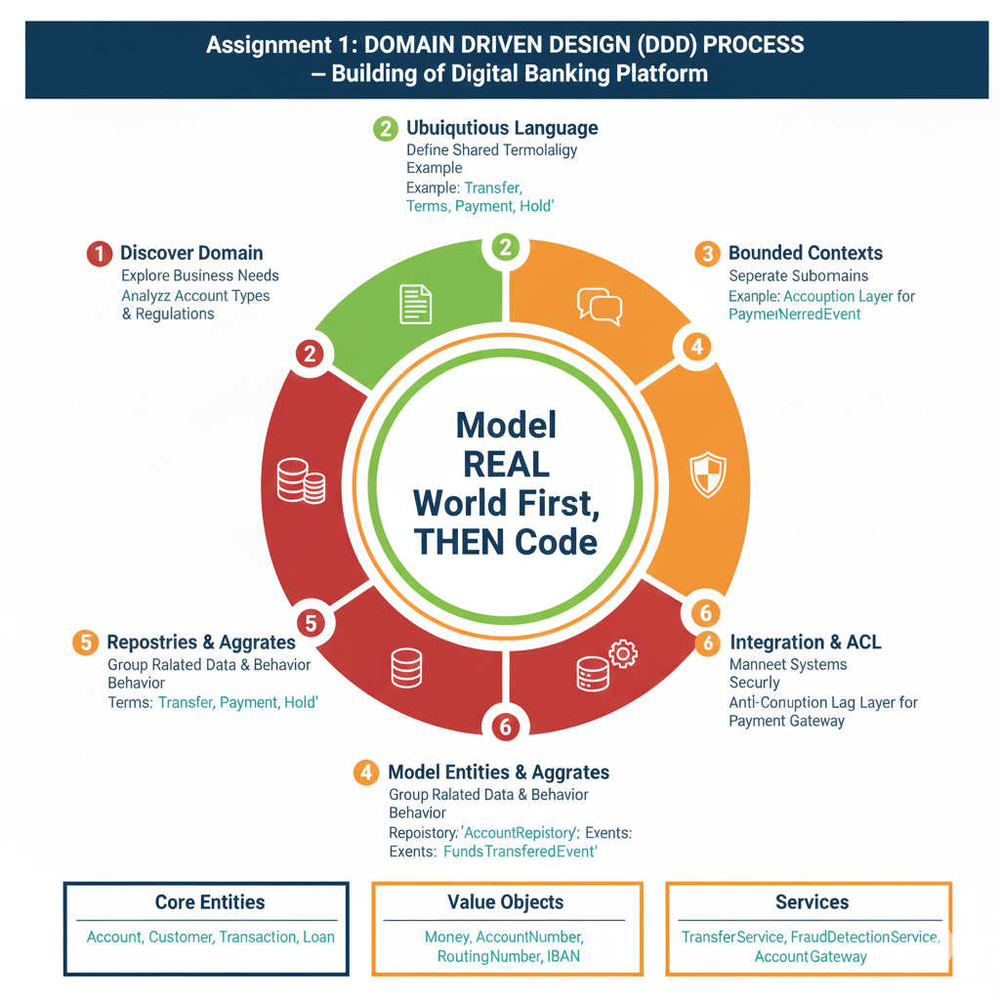 Assignment 1: DOMAIN DRIVEN DESIGN (DDD) PROCESS
– Building of Digital Banking Platform
2 Ubuiqutious Language
Define Shared Termolaligy
Example
Example: Transfer,
Terms, Payment, Hold'
1 Discover Domain
Explore Business Needs
Analyzz Account Types
& Regulations
3 Bounded Contexts
Seperate Subomains
Example: Accouption Layer for
PaymerNerredEvent
2
2
4
Model
REAL
World First,
THEN Code
5
6
6
5 Repostries & Aggrates
Group Ralated Data & Behavior
Behavior
Terms: Transfer, Payment, Hold'
6 Integration & ACL
Manneet Systems
Securly
Anti-Conuption Lag Layer for
Payment Gateway
4 Model Entities & Aggrates
Group Ralated Data & Behavior
Behavior
Repoistory: 'AccountRepistory': Exents:
Exents: FundsTransferedEvent'
Core Entities
Account, Customer, Transaction, Loan
Value Objects
Money, AccountNumber,
RoutingNumber, IBAN
Services
TransferService, FraudDetectionService,
AccountGateway